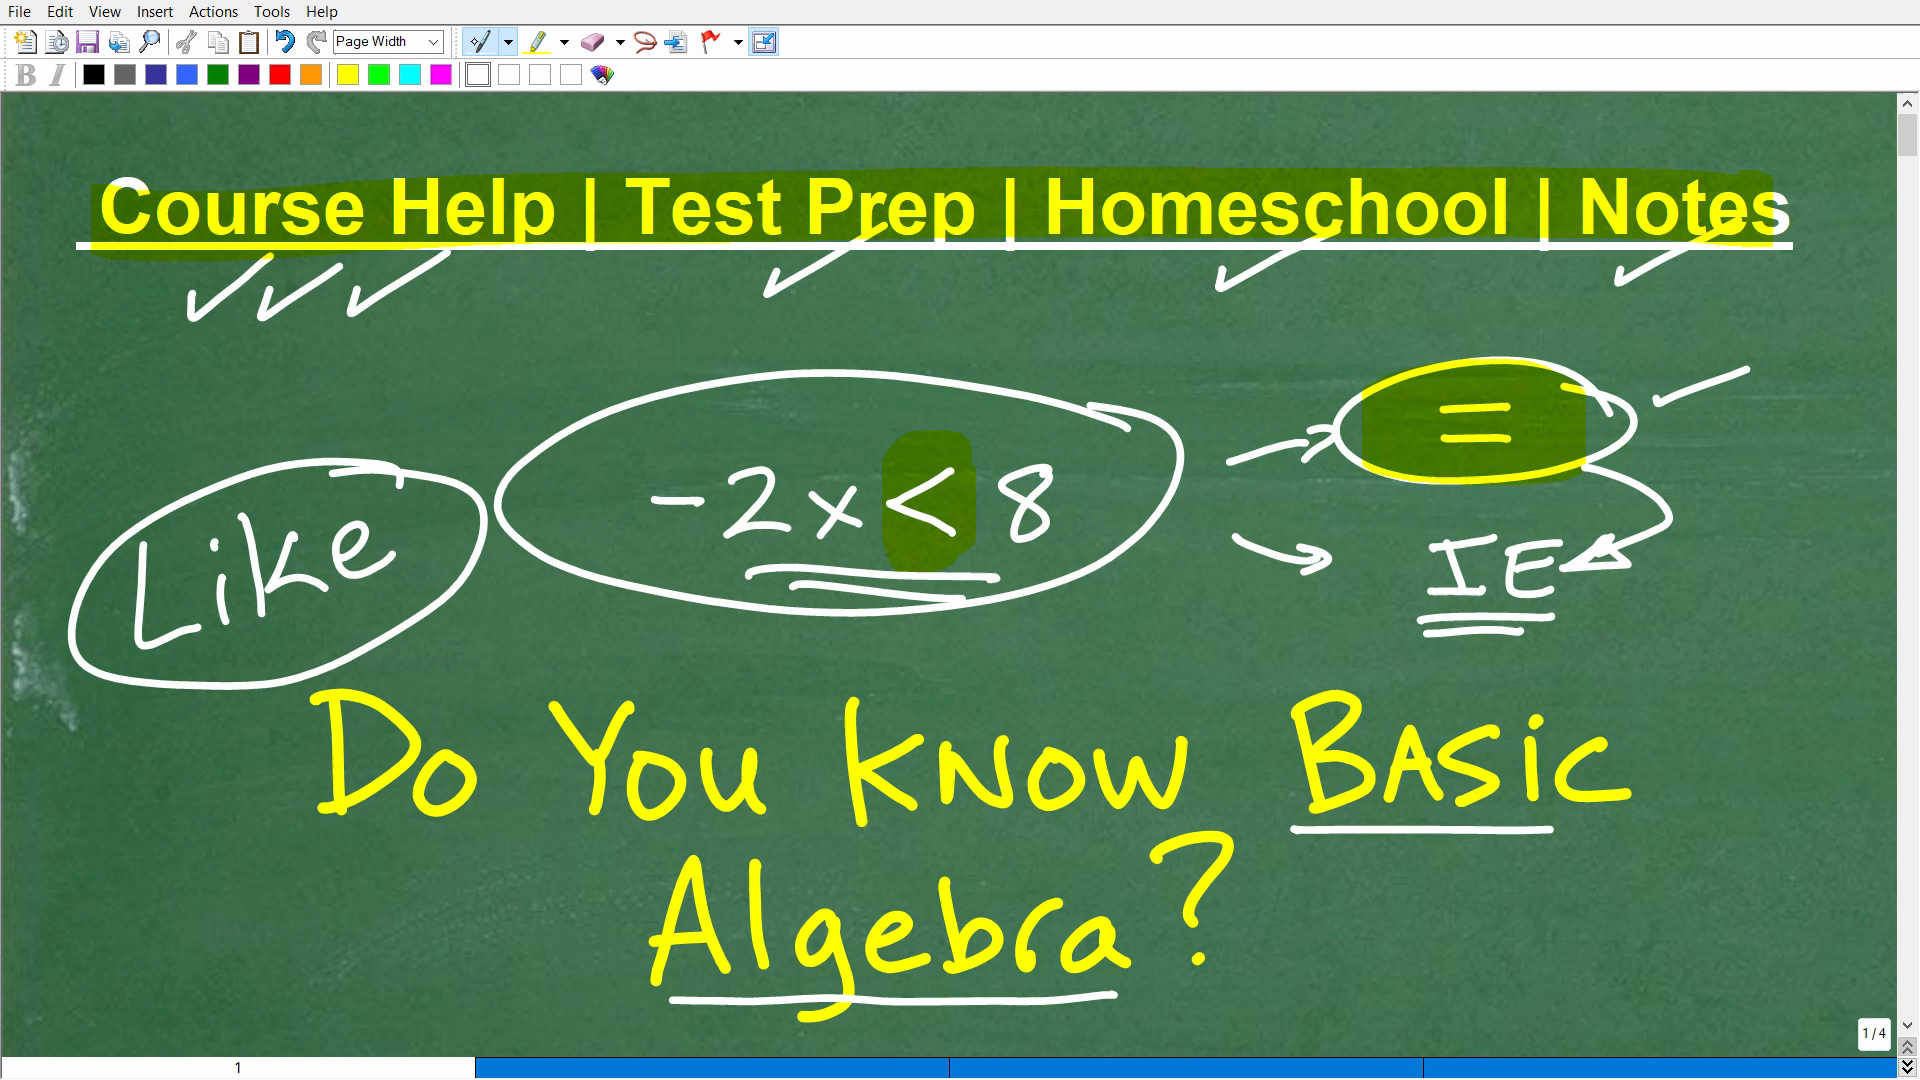 File Edit View Insert Actions Tools Help
Page Width
B I
Course Help | Test Prep | Homeschool | Notes
=
-2x < 8
Like
IE
Do You Know BASiC
Algebra?
1 / 4
1